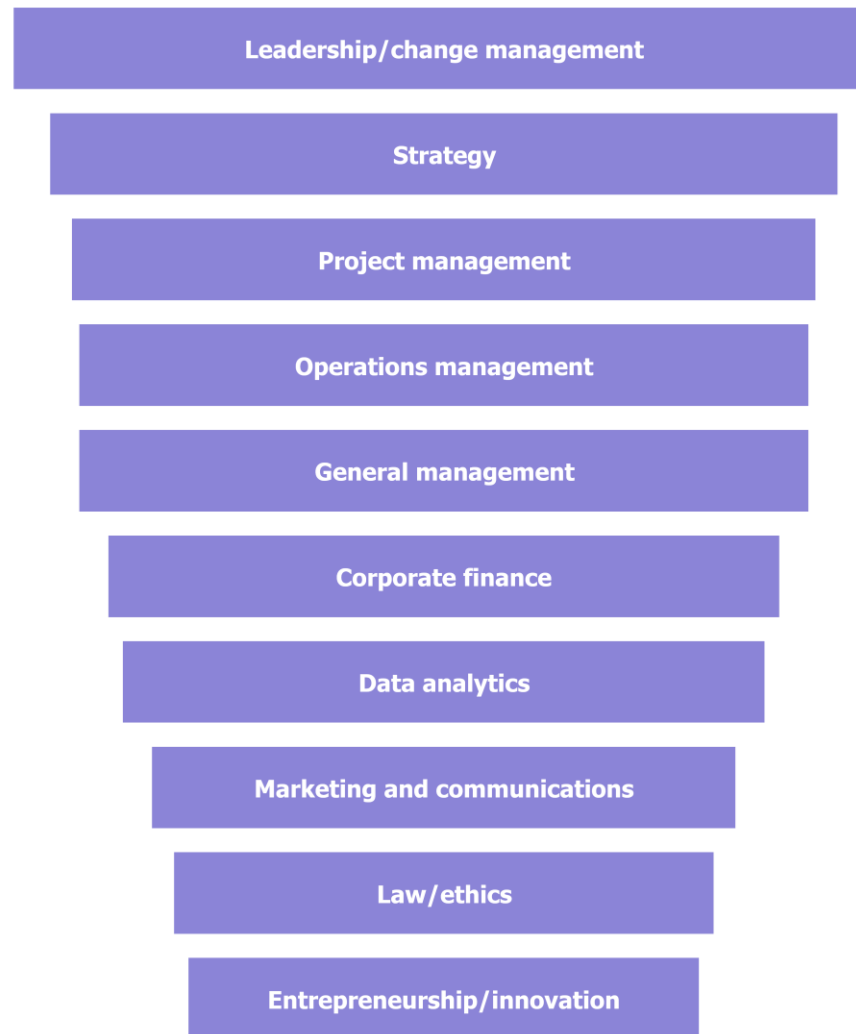 Leadership/change management
Strategy
Project management
Operations management
General management
Corporate finance
Data analytics
Marketing and communications
Law/ethics
Entrepreneurship/innovation